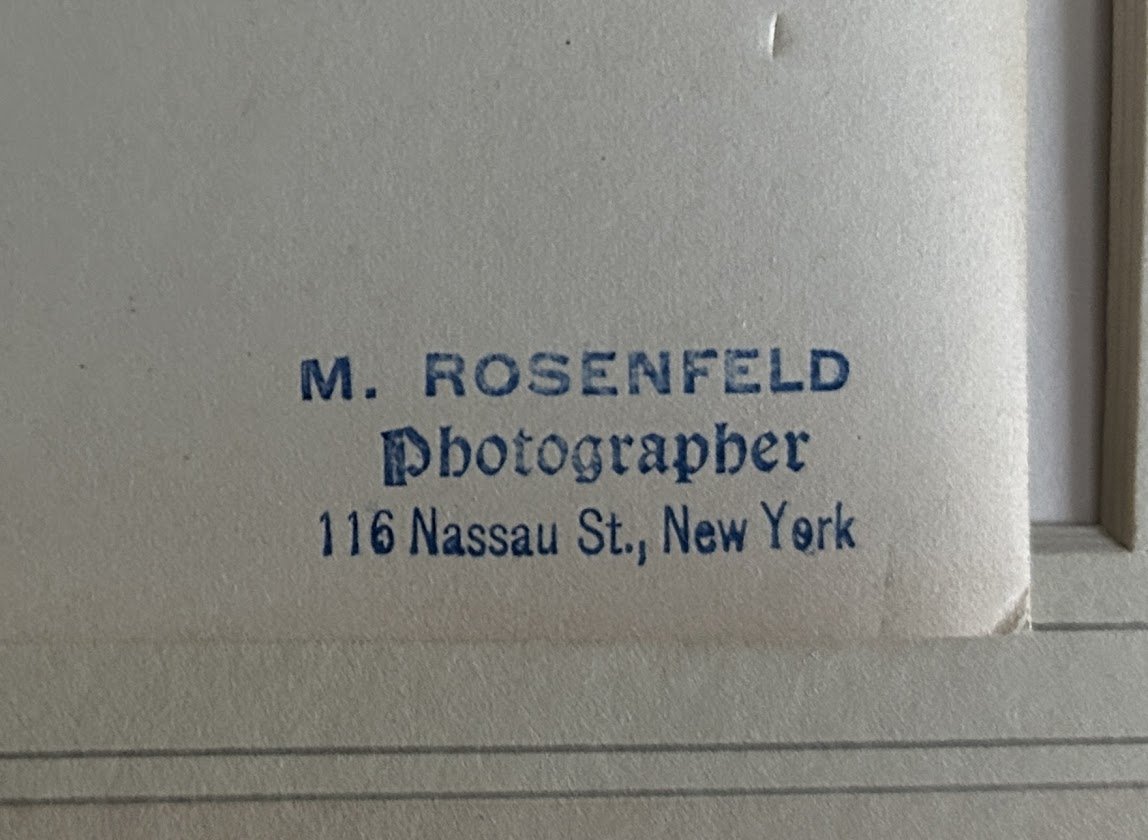 M. ROSENFELD
Photographer
116 Nassau St., New York